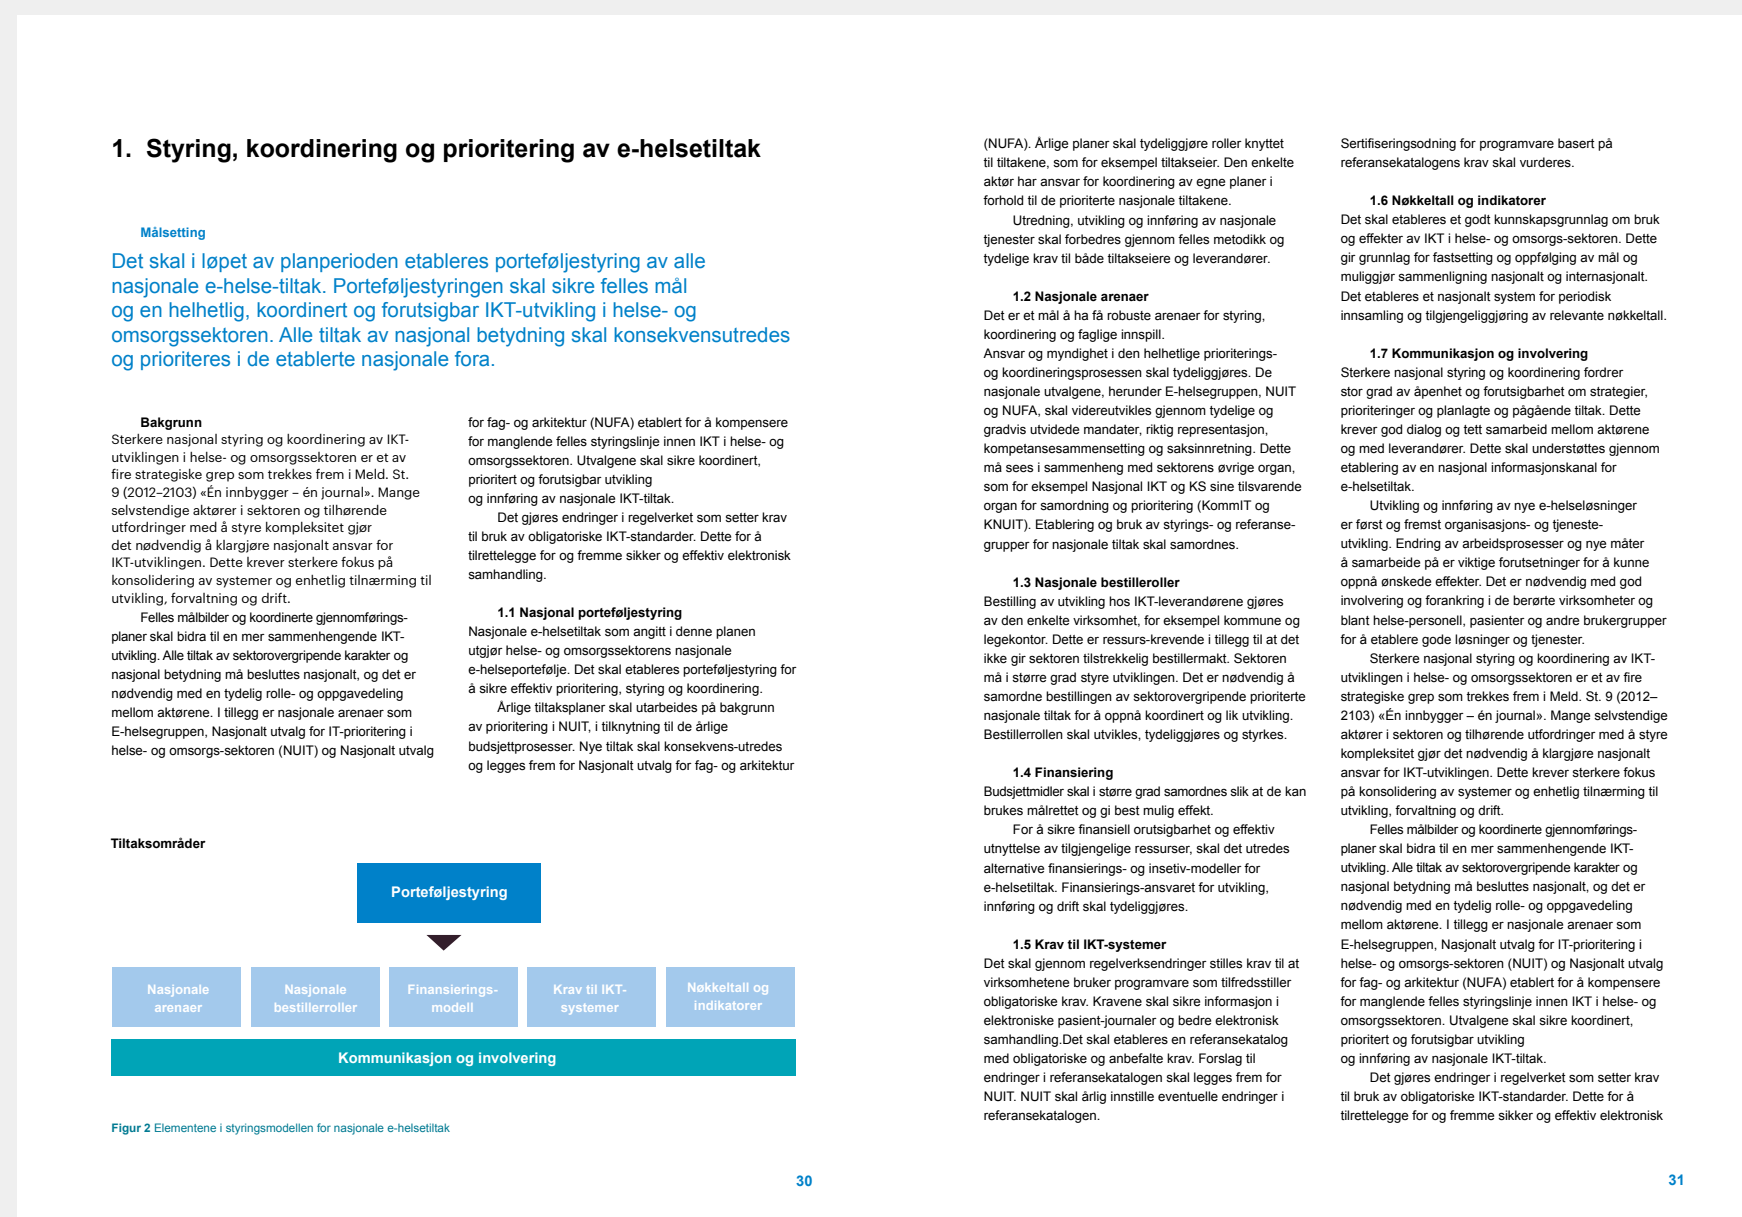 1. Styring, koordinering og prioritering av e-helsetiltak
Målsetting
Det skal i løpet av planperioden etableres porteføljestyring av alle
nasjonale e-helse-tiltak. Porteføljestyringen skal sikre felles mål
og en helhetlig, koordinert og forutsigbar IKT-utvikling i helse- og
omsorgssektoren. Alle tiltak av nasjonal betydning skal konsekvensutredes
og prioriteres i de etablerte nasjonale fora.
Bakgrunn
Sterkere nasjonal styring og koordinering av IKT-
utviklingen i helse- og omsorgssektoren er et av
fire strategiske grep som trekkes frem i Meld. St.
9 (2012–2103) «Én innbygger – én journal». Mange
selvstendige aktører i sektoren og tilhørende
utfordringer med å styre kompleksitet gjør
det nødvendig å klargjøre nasjonalt ansvar for
IKT-utviklingen. Dette krever sterkere fokus på
konsolidering av systemer og enhetlig tilnærming til
utvikling, forvaltning og drift.
Felles målbilder og koordinerte gjennomførings-
planer skal bidra til en mer sammenhengende IKT-
utvikling. Alle tiltak av sektorovergripende karakter og
nasjonal betydning må besluttes nasjonalt, og det er
nødvendig med en tydelig rolle- og oppgavedeling
mellom aktørene. I tillegg er nasjonale arenaer som
E-helsegruppen, Nasjonalt utvalg for IT-prioritering i
helse- og omsorgs-sektoren (NUIT) og Nasjonalt utvalg
for fag- og arkitektur (NUFA) etablert for å kompensere
for manglende felles styringslinje innen IKT i helse- og
omsorgssektoren. Utvalgene skal sikre koordinert,
prioritert og forutsigbar utvikling
og innføring av nasjonale IKT-tiltak.
Det gjøres endringer i regelverket som setter krav
til bruk av obligatoriske IKT-standarder. Dette for å
tilrettelegge for og fremme sikker og effektiv elektronisk
samhandling.
1.1 Nasjonal porteføljestyring
Nasjonale e-helsetiltak som angitt i denne planen
utgjør helse- og omsorgssektorens nasjonale
e-helseportefølje. Det skal etableres porteføljestyring for
å sikre effektiv prioritering, styring og koordinering.
Årlige tiltaksplaner skal utarbeides på bakgrunn
av prioritering i NUIT, i tilknytning til de årlige
budsjettprosesser. Nye tiltak skal konsekvens-utredes
og legges frem for Nasjonalt utvalg for fag- og arkitektur
Tiltaksområder
Porteføljestyring
Nasjonale
arenaer
Nasjonale
bestillerroller
Finansierings-
modell
Krav til IKT-
systemer
Nøkkeltall og
indikatorer
Kommunikasjon og involvering
Figur 2 Elementene i styringsmodellen for nasjonale e-helsetiltak
30
(NUFA). Årlige planer skal tydeliggjøre roller knyttet
til tiltakene, som for eksempel tiltakseier. Den enkelte
aktør har ansvar for koordinering av egne planer i
forhold til de prioriterte nasjonale tiltakene.
Utredning, utvikling og innføring av nasjonale
tjenester skal forbedres gjennom felles metodikk og
tydelige krav til både tiltakseiere og leverandører.
1.2 Nasjonale arenaer
Det er et mål å ha få robuste arenaer for styring,
koordinering og faglige innspill.
Ansvar og myndighet i den helhetlige prioriterings-
og koordineringsprosessen skal tydeliggjøres. De
nasjonale utvalgene, herunder E-helsegruppen, NUIT
og NUFA, skal videreutvikles gjennom tydelige og
gradvis utvidede mandater, riktig representasjon,
kompetansesammensetting og saksinnretning. Dette
må sees i sammenheng med sektorens øvrige organ,
som for eksempel Nasjonal IKT og KS sine tilsvarende
organ for samordning og prioritering (KommIT og
KNUIT). Etablering og bruk av styrings- og referanse-
grupper for nasjonale tiltak skal samordnes.
1.3 Nasjonale bestilleroller
Bestilling av utvikling hos IKT-leverandørene gjøres
av den enkelte virksomhet, for eksempel kommune og
legekontor. Dette er ressurs-krevende i tillegg til at det
ikke gir sektoren tilstrekkelig bestillermakt. Sektoren
må i større grad styre utviklingen. Det er nødvendig å
samordne bestillingen av sektorovergripende prioriterte
nasjonale tiltak for å oppnå koordinert og lik utvikling.
Bestillerrollen skal utvikles, tydeliggjøres og styrkes.
1.4 Finansiering
Budsjettmidler skal i større grad samordnes slik at de kan
brukes målrettet og gi best mulig effekt.
For å sikre finansiell orutsigbarhet og effektiv
utnyttelse av tilgjengelige ressurser, skal det utredes
alternative finansierings- og insetiv-modeller for
e-helsetiltak. Finansierings-ansvaret for utvikling,
innføring og drift skal tydeliggjøres.
1.5 Krav til IKT-systemer
Det skal gjennom regelverksendringer stilles krav til at
virksomhetene bruker programvare som tilfredsstiller
obligatoriske krav. Kravene skal sikre informasjon i
elektroniske pasient-journaler og bedre elektronisk
samhandling.Det skal etableres en referansekatalog
med obligatoriske og anbefalte krav. Forslag til
endringer i referansekatalogen skal legges frem for
NUIT. NUIT skal årlig innstille eventuelle endringer i
referansekatalogen.
Sertifiseringsodning for programvare basert på
referansekatalogens krav skal vurderes.
1.6 Nøkkeltall og indikatorer
Det skal etableres et godt kunnskapsgrunnlag om bruk
og effekter av IKT i helse- og omsorgs-sektoren. Dette
gir grunnlag for fastsetting og oppfølging av mål og
muliggjør sammenligning nasjonalt og internasjonalt.
Det etableres et nasjonalt system for periodisk
innsamling og tilgjengeliggjøring av relevante nøkkeltall.
1.7 Kommunikasjon og involvering
Sterkere nasjonal styring og koordinering fordrer
stor grad av åpenhet og forutsigbarhet om strategier,
prioriteringer og planlagte og pågående tiltak. Dette
krever god dialog og tett samarbeid mellom aktørene
og med leverandører. Dette skal understøttes gjennom
etablering av en nasjonal informasjonskanal for
e-helsetiltak.
Utvikling og innføring av nye e-helseløsninger
er først og fremst organisasjons- og tjeneste-
utvikling. Endring av arbeidsprosesser og nye måter
å samarbeide på er viktige forutsetninger for å kunne
oppnå ønskede effekter. Det er nødvendig med god
involvering og forankring i de berørte virksomheter og
blant helse-personell, pasienter og andre brukergrupper
for å etablere gode løsninger og tjenester.
Sterkere nasjonal styring og koordinering av IKT-
utviklingen i helse- og omsorgssektoren er et av fire
strategiske grep som trekkes frem i Meld. St. 9 (2012–
2103) «Én innbygger – én journal». Mange selvstendige
aktører i sektoren og tilhørende utfordringer med å styre
kompleksitet gjør det nødvendig å klargjøre nasjonalt
ansvar for IKT-utviklingen. Dette krever sterkere fokus
på konsolidering av systemer og enhetlig tilnærming til
utvikling, forvaltning og drift.
Felles målbilder og koordinerte gjennomførings-
planer skal bidra til en mer sammenhengende IKT-
utvikling. Alle tiltak av sektorovergripende karakter og
nasjonal betydning må besluttes nasjonalt, og det er
nødvendig med en tydelig rolle- og oppgavedeling
mellom aktørene. I tillegg er nasjonale arenaer som
E-helsegruppen, Nasjonalt utvalg for IT-prioritering i
helse- og omsorgs-sektoren (NUIT) og Nasjonalt utvalg
for fag- og arkitektur (NUFA) etablert for å kompensere
for manglende felles styringslinje innen IKT i helse- og
omsorgssektoren. Utvalgene skal sikre koordinert,
prioritert og forutsigbar utvikling
og innføring av nasjonale IKT-tiltak.
Det gjøres endringer i regelverket som setter krav
til bruk av obligatoriske IKT-standarder. Dette for å
tilrettelegge for og fremme sikker og effektiv elektronisk
31